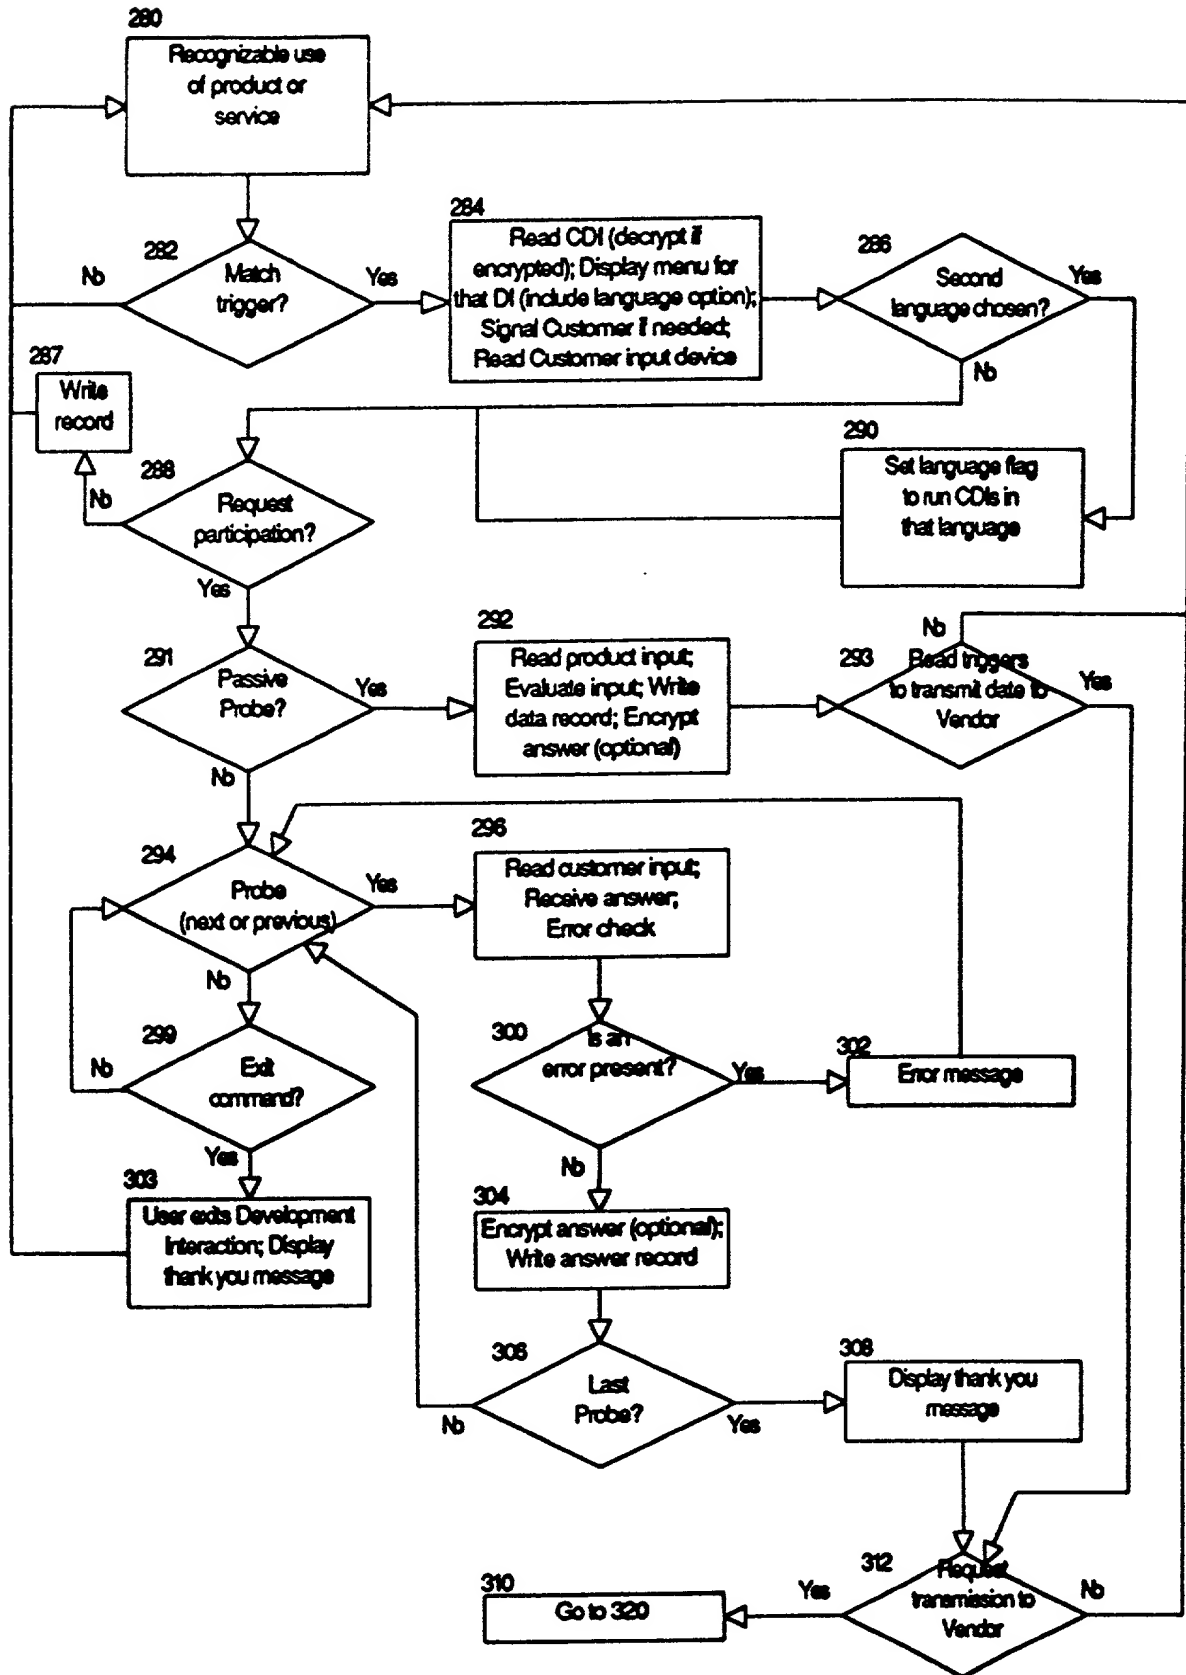 280
Recognizable use
of product or
service
282
Match
trigger?
No
Yes
284
Read CDI (decrypt if
encrypted); Display menu for
that DI (include language option);
Signal Customer if needed;
Read Customer input device
286
Second
language chosen?
Yes
No
287
Write
record
288
Request
participation?
No
Yes
290
Set language flag
to run CDIs in
that language
291
Passive
Probe?
Yes
No
292
Read product input;
Evaluate input; Write
data record; Encrypt
answer (optional)
293
No
Read triggers
to transmit date to
Vendor
Yes
294
Probe
(next or previous)
Yes
No
296
Read customer input;
Receive answer;
Error check
299
Exit
command?
No
Yes
300
Is an
error present?
Yes
No
302
Error message
303
User exits Development
Interaction; Display
thank you message
304
Encrypt answer (optional);
Write answer record
306
Last
Probe?
No
Yes
308
Display thank you
message
310
Go to 320
312
Request
transmission to
Vendor
Yes
No